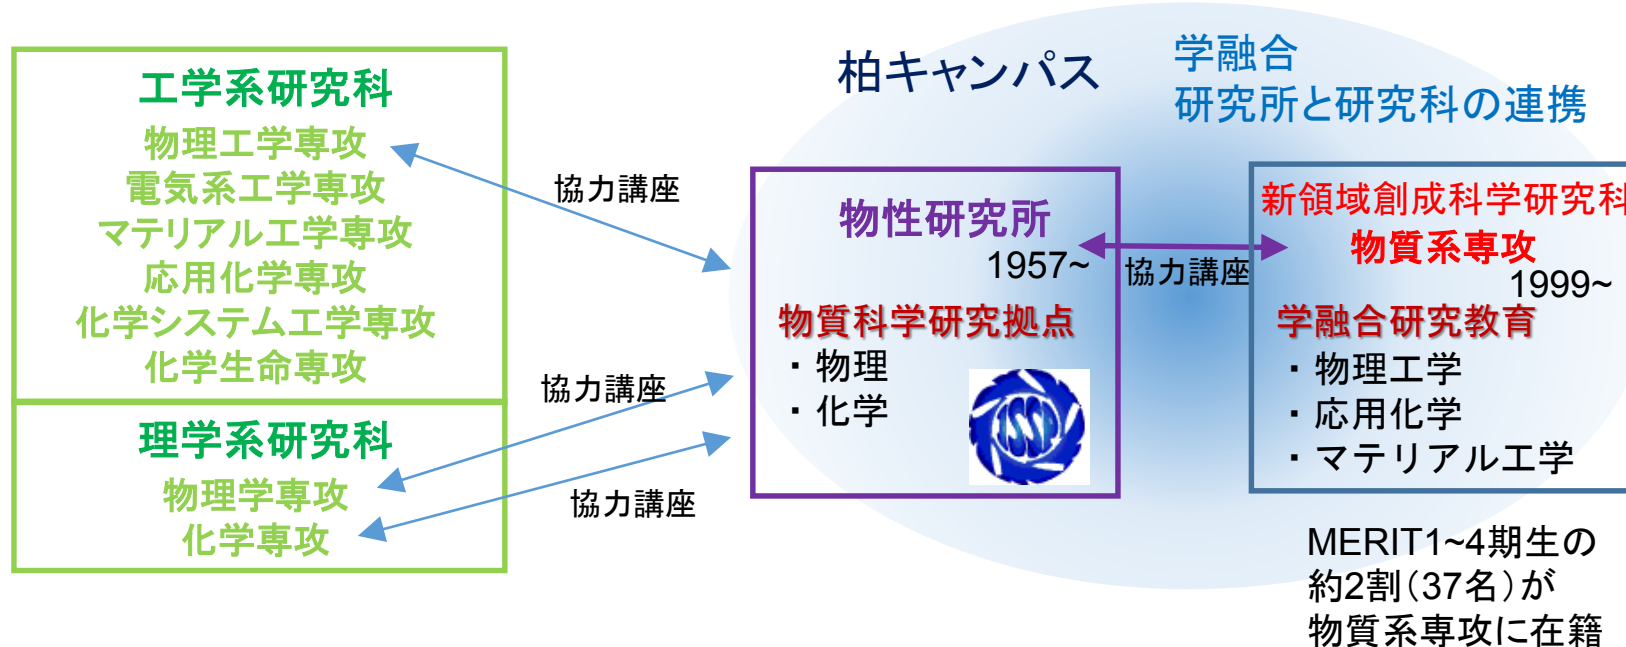 工学系研究科
物理工学専攻
電気系工学専攻
マテリアル工学専攻
応用化学専攻
化学システム工学専攻
化学生命専攻
理学系研究科
物理学専攻
化学専攻
協力講座
協力講座
協力講座
柏キャンパス
学融合
研究所と研究科の連携
物性研究所
1957~
物質科学研究拠点
・物理
・化学
ISSP
協力講座
新領域創成科学研究科
物質系専攻
1999~
学融合研究教育
・物理工学
・応用化学
・マテリアル工学
MERIT1~4期生の
約2割（37名）が
物質系専攻に在籍